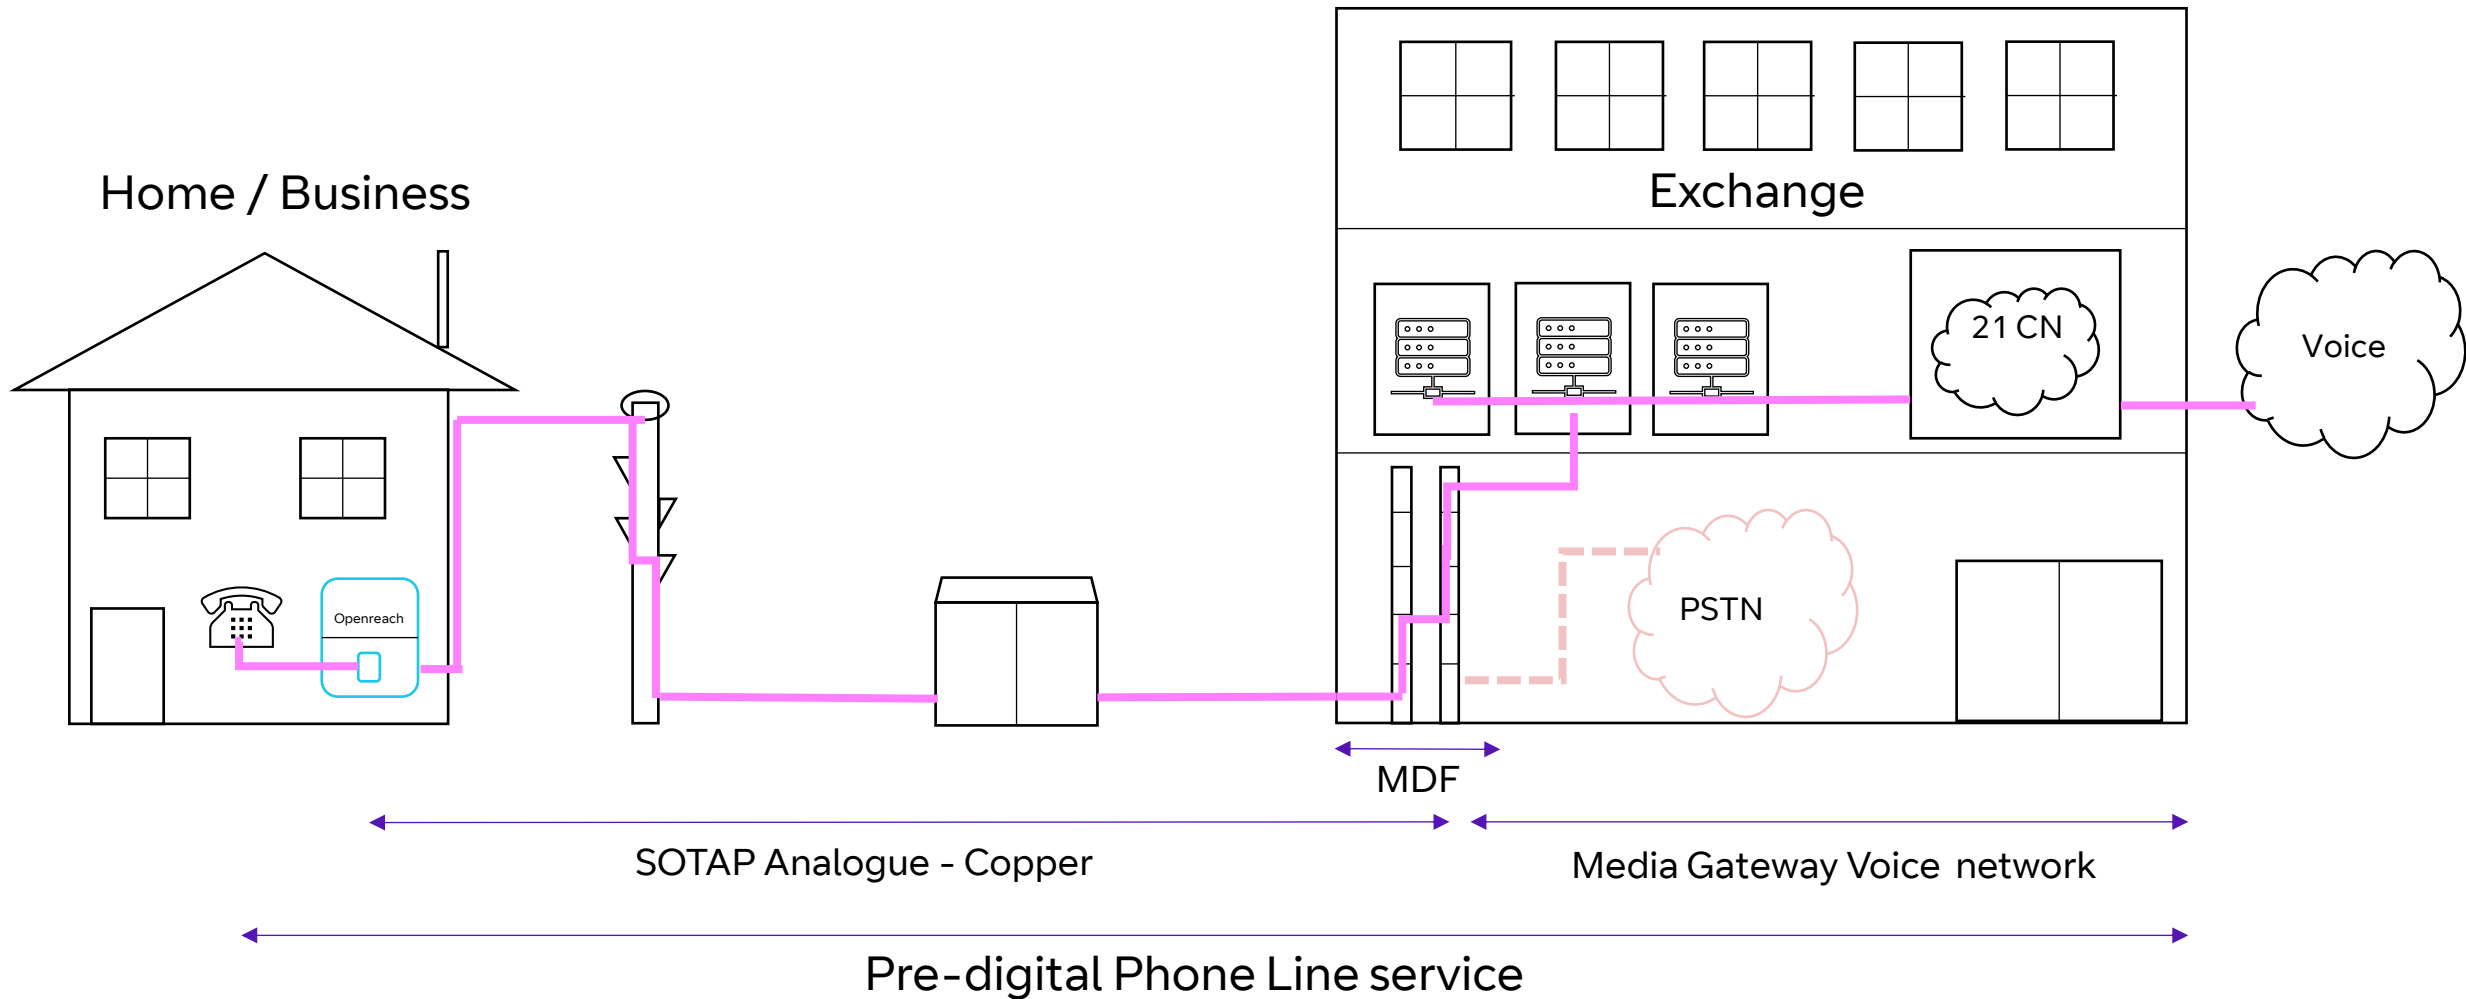 Home / Business
Exchange
21 CN
Voice
Openreach
PSTN
MDF
SOTAP Analogue - Copper
Media Gateway Voice network
Pre-digital Phone Line service